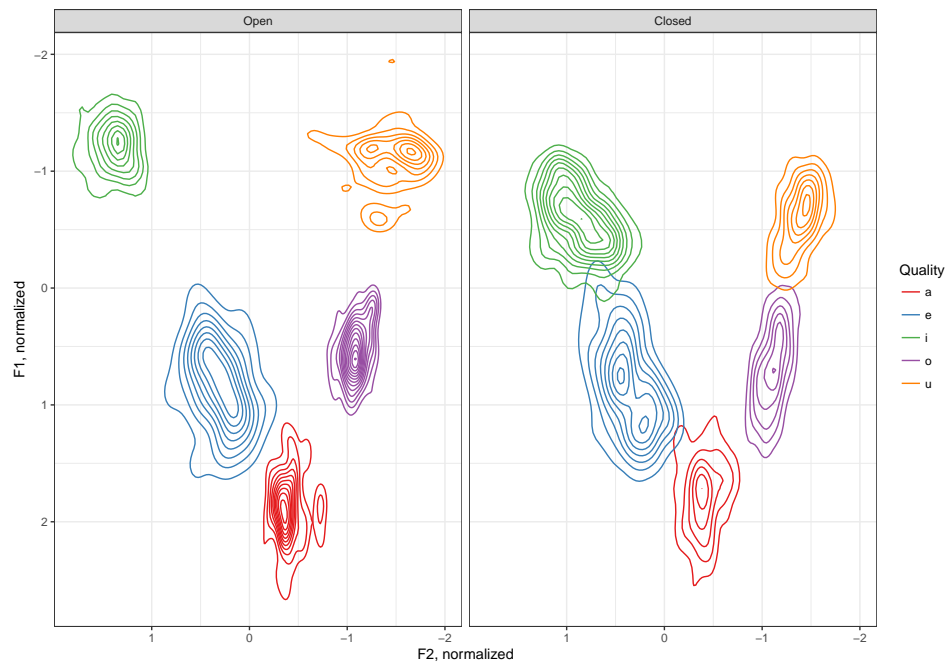 Open
Closed
−2
−1
0
1
2
F1, normalized
1
0
−1
−2
1
0
−1
−2
F2, normalized
Quality
a
e
i
o
u